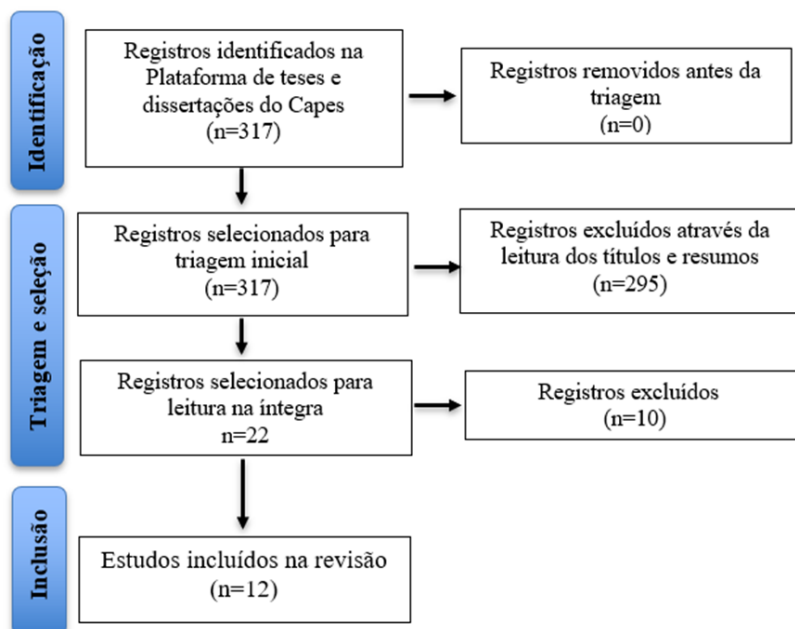 Identificação
Registros identificados na
Plataforma de teses e
dissertações do Capes
(n=317)
Registros removidos antes da
triagem
(n=0)
Triagem e seleção
Registros selecionados para
triagem inicial
(n=317)
Registros excluídos através da
leitura dos títulos e resumos
(n=295)
Registros selecionados para
leitura na íntegra
n=22
Registros excluídos
(n=10)
Inclusão
Estudos incluídos na revisão
(n=12)